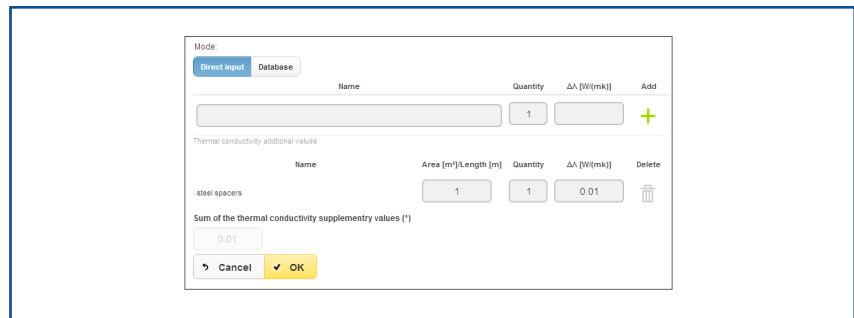 Mode:
Direct input Database
Name Quantity ΔΛ [W/(mk)] Add
1
Thermal conductivity addtional values
Name Area [m²]/Length [m] Quantity ΔΛ [W/(mk)] Delete
steel spacers 1 1 0.01
Sum of the thermal conductivity supplementry values (*)
0.01
Cancel OK